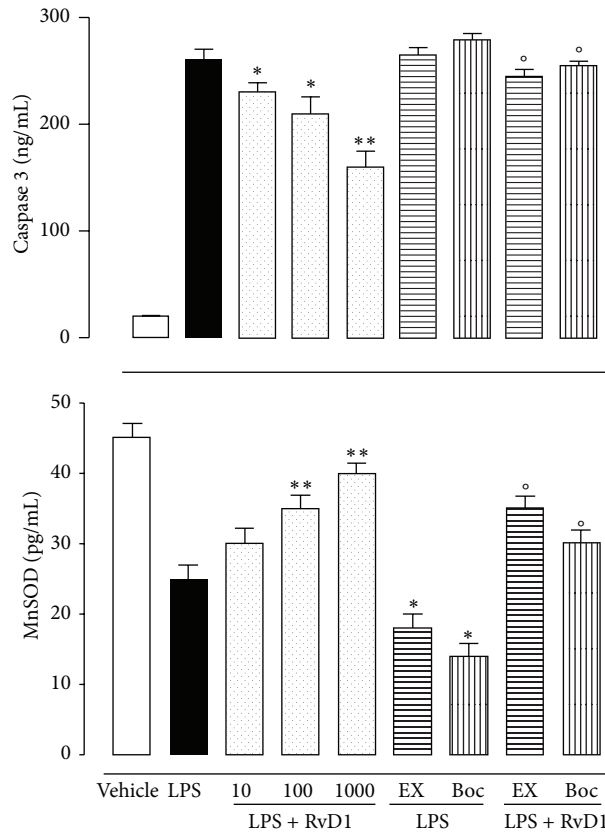 300
200
100
0
Caspase 3 (ng/mL)
* * ** ° °
50
40
30
20
10
0
MnSOD (pg/mL)
** ** * * ° °
Vehicle LPS 10 100 1000 EX Boc EX Boc
LPS + RvD1 LPS LPS + RvD1